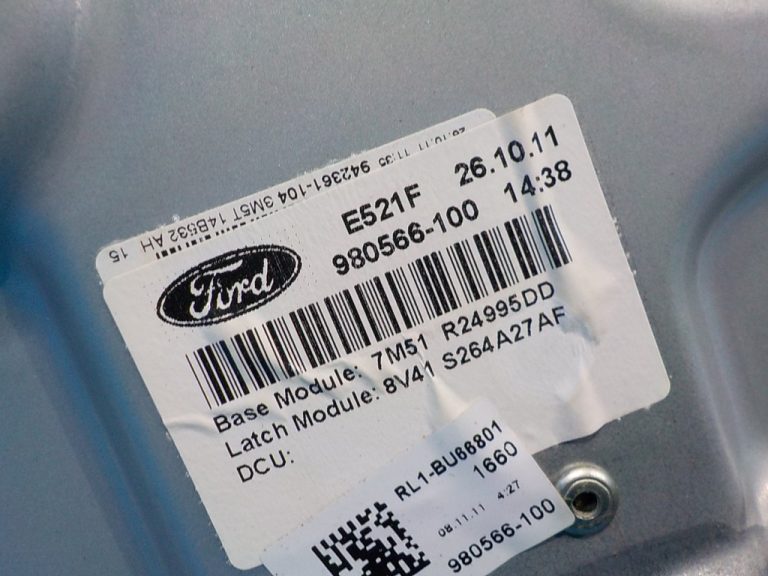 26.10.11 11:35 942361-104 3M5T 14B532 AH 15
Ford
E521F 26.10.11
980566-100 14:38
Base Module: 7M51 R24995DD
Latch Module: 8V41 S264A27AF
DCU:
RL1-BU66801
1660
08.11.11 4:27
980566-100